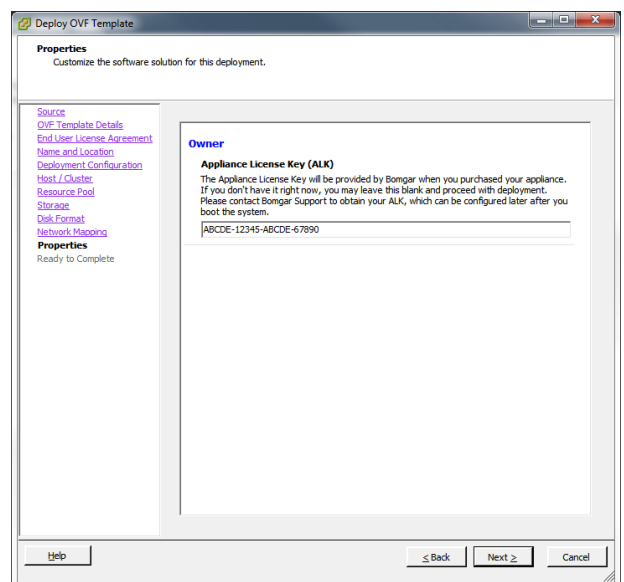 Deploy OVF Template
Properties
Customize the software solution for this deployment.
Source
OVF Template Details
End User License Agreement
Name and Location
Deployment Configuration
Host / Cluster
Resource Pool
Storage
Disk Format
Network Mapping
Properties
Ready to Complete
Owner
Appliance License Key (ALK)
The Appliance License Key will be provided by Bomgar when you purchased your appliance.
If you don't have it right now, you may leave this blank and proceed with deployment.
Please contact Bomgar Support to obtain your ALK, which can be configured later after you
boot the system.
ABCDE-12345-ABCDE-67890
Help
< Back
Next >
Cancel